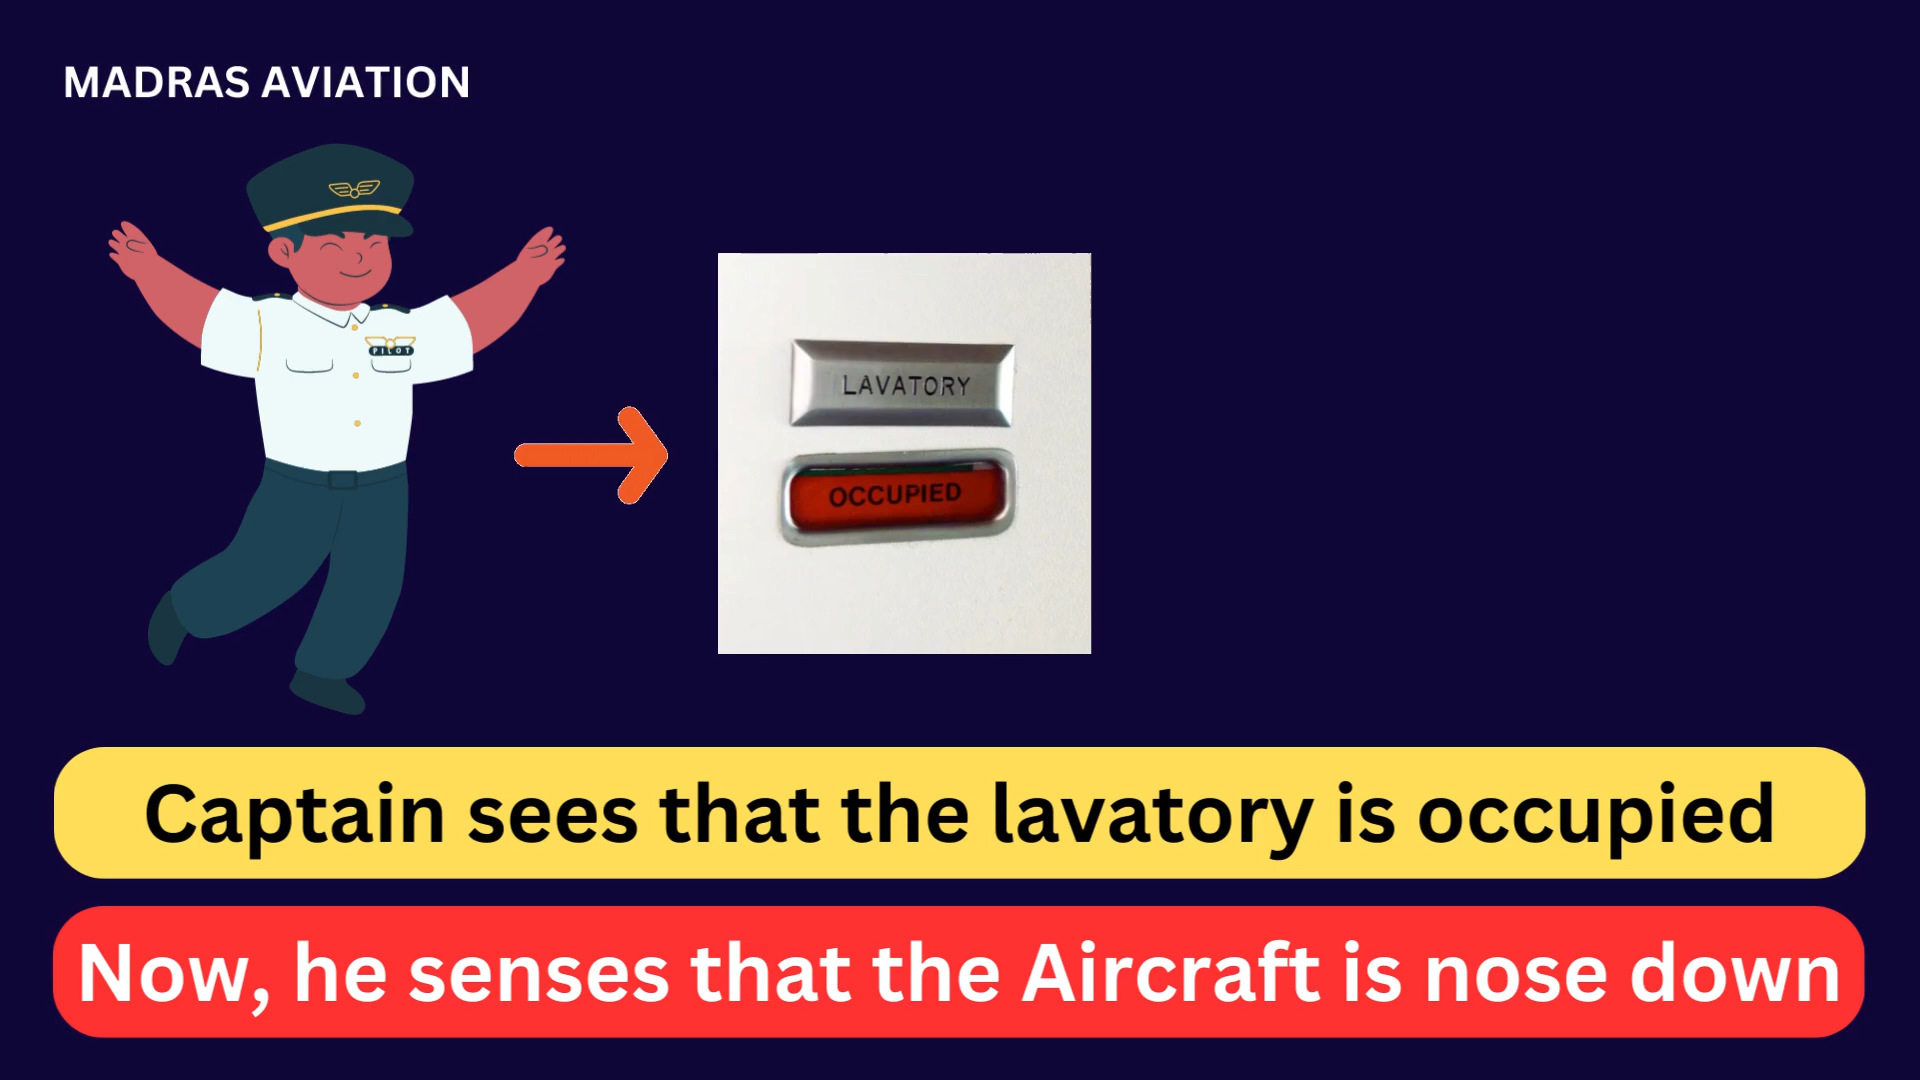 MADRAS AVIATION
PILOT
LAVATORY
OCCUPIED
Captain sees that the lavatory is occupied
Now, he senses that the Aircraft is nose down